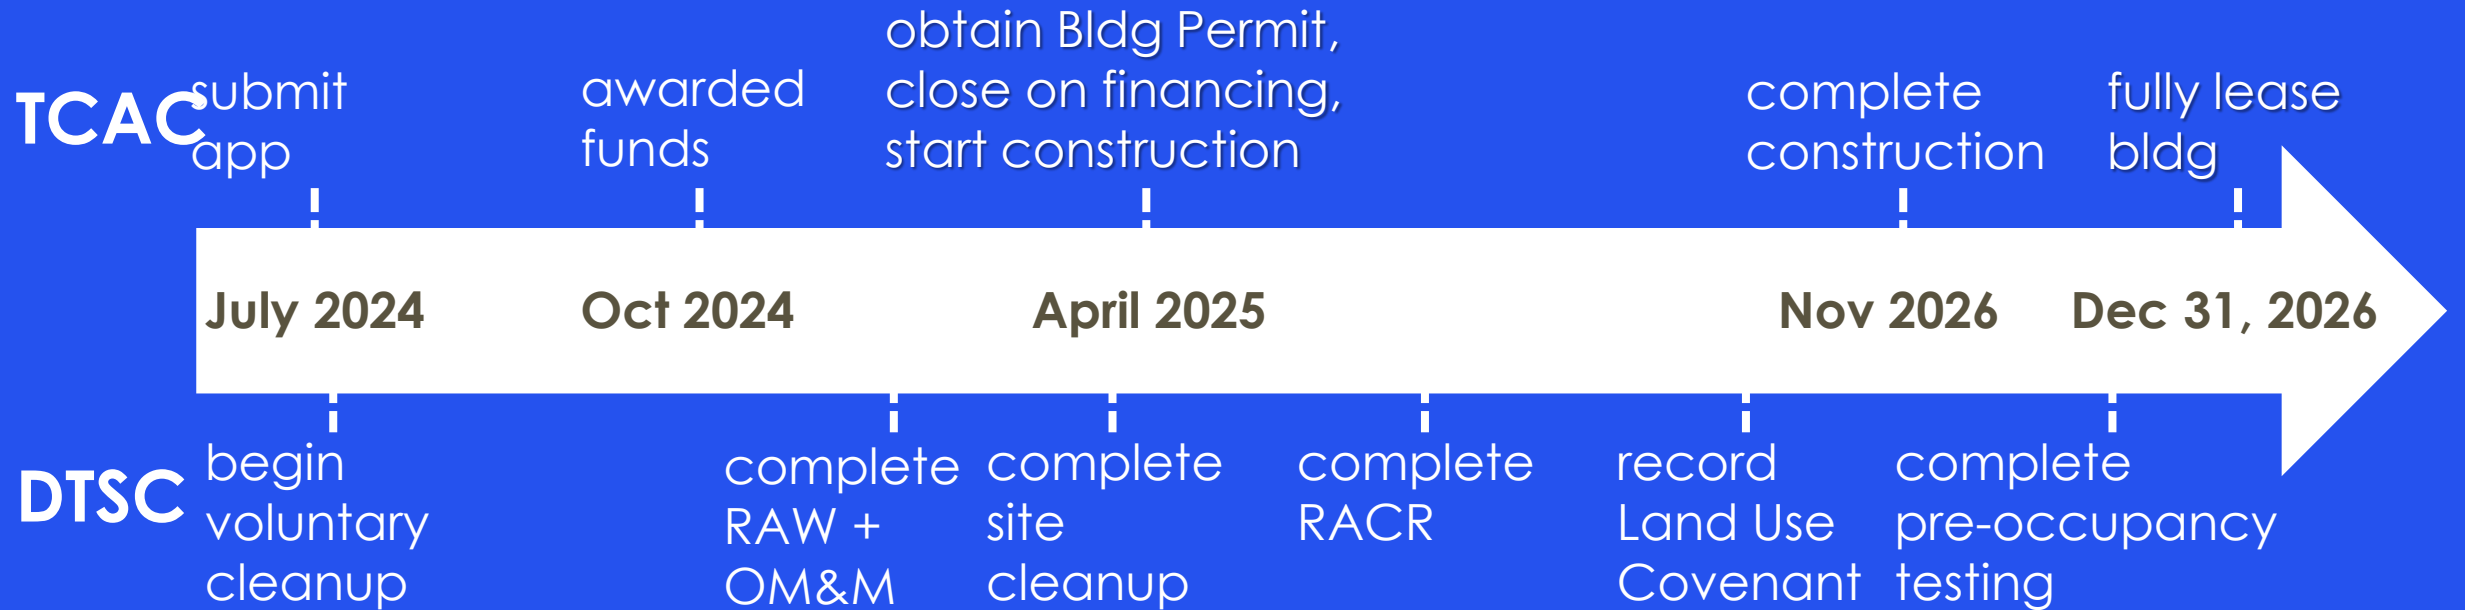 TCAC
submit
app
awarded
funds
obtain Bldg Permit,
close on financing,
start construction
complete
construction
fully lease
bldg
July 2024
Oct 2024
April 2025
Nov 2026
Dec 31, 2026
DTSC
begin
voluntary
cleanup
complete
RAW +
OM&M
complete
site
cleanup
complete
RACR
record
Land Use
Covenant
complete
pre-occupancy
testing